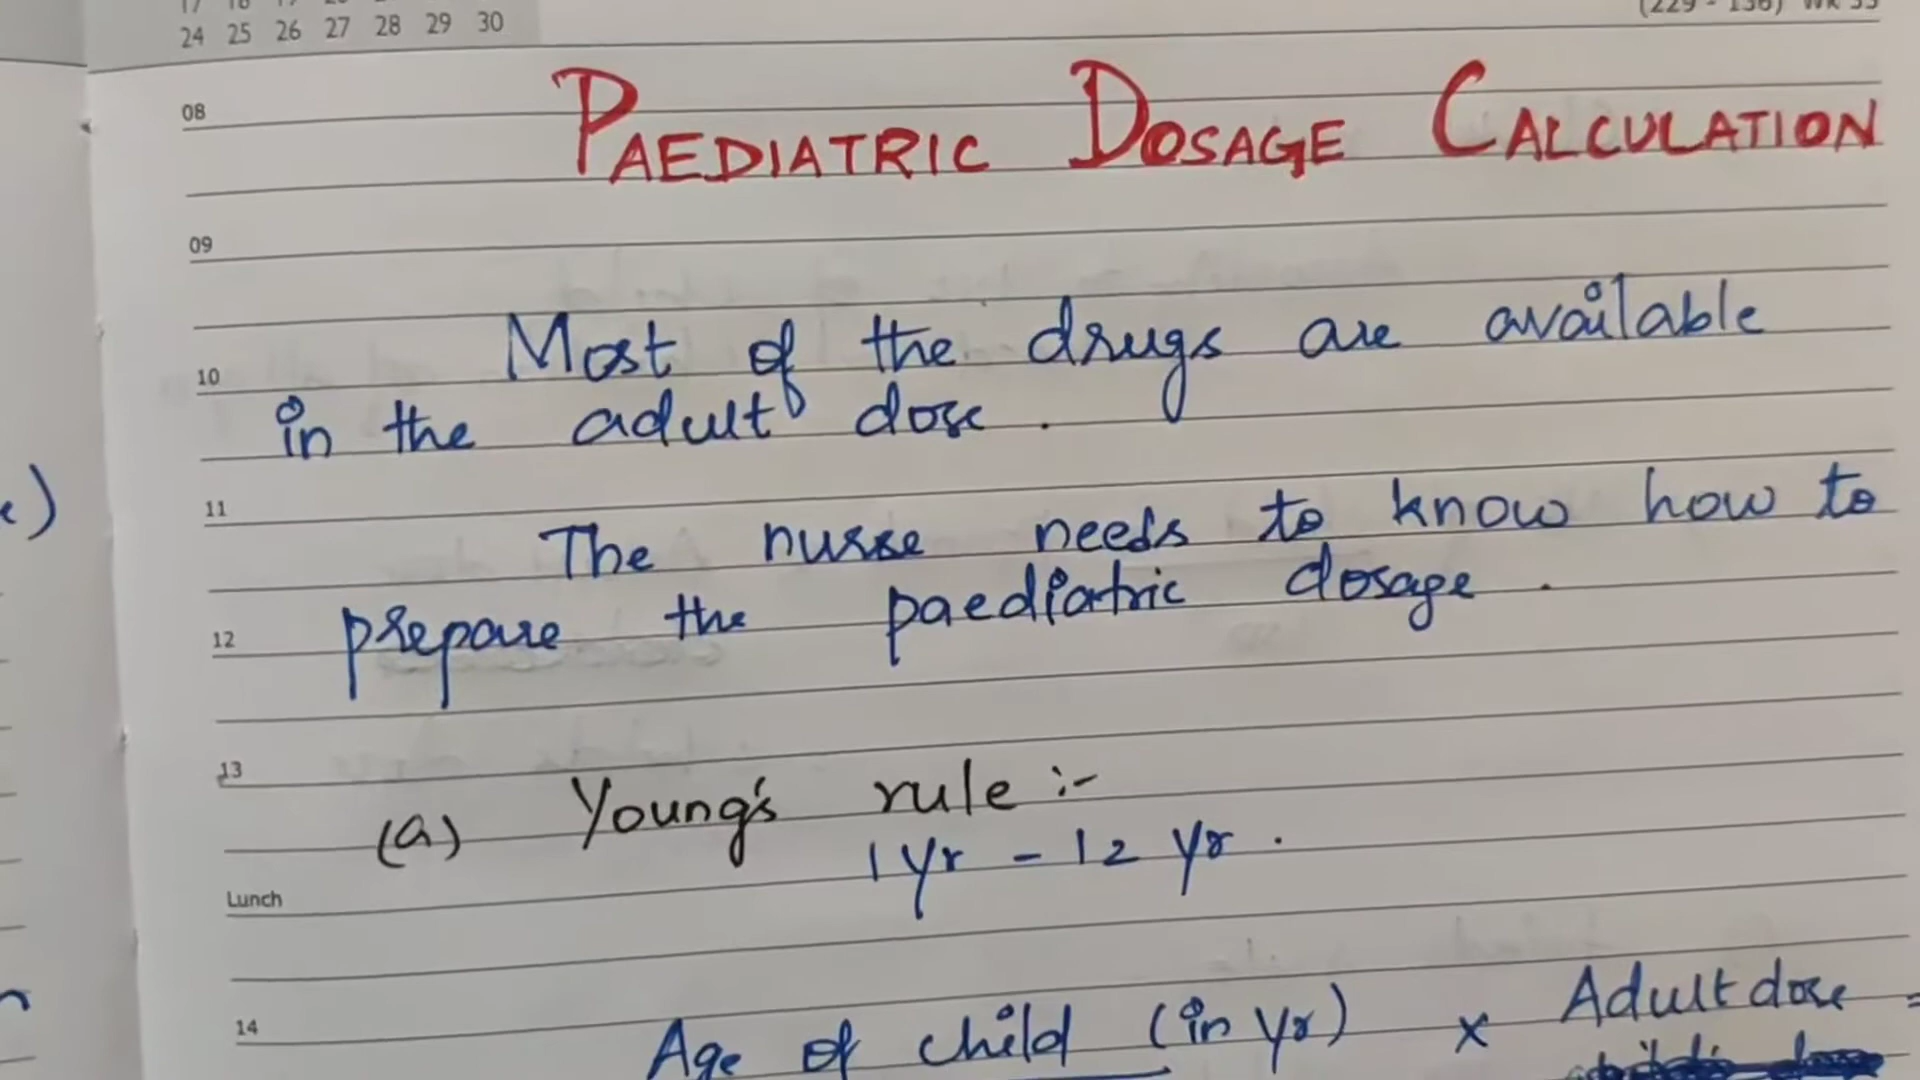 24 25 26 27 28 29 30
08
PAEDIATRIC DOSAGE CALCULATION
09
Most of the drugs are available
10
in the adult dose.
11
The nurse needs to know how to
12
prepare the paediatric dosage.
13
(a) Young's rule :-
1 yr - 12 yr.
Lunch
14
Age of child (in yr) x Adult dose =